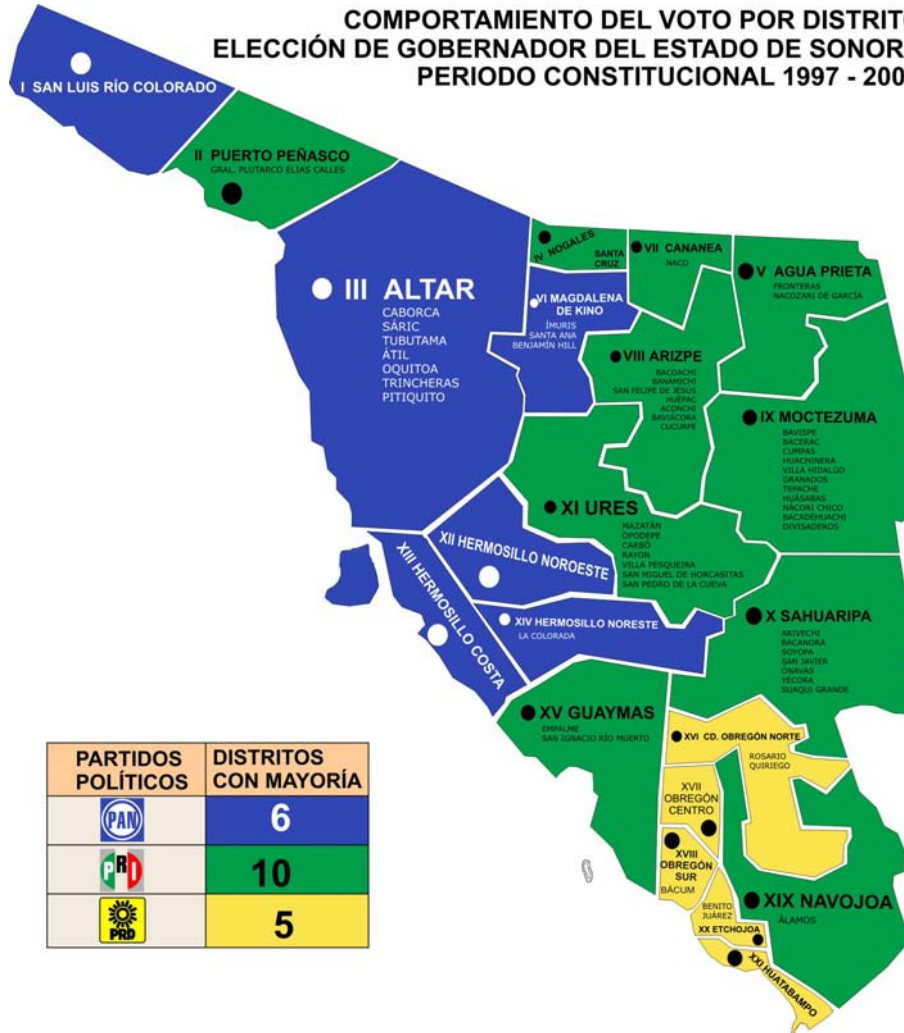 COMPORTAMIENTO DEL VOTO POR DISTRITO
ELECCIÓN DE GOBERNADOR DEL ESTADO DE SONOR
PERIODO CONSTITUCIONAL 1997 - 200
I SAN LUIS RÍO COLORADO
II PUERTO PEÑASCO
GRAL. PLUTARCO ELIAS CALLES
III ALTAR
CABORCA
SÁRIC
TUBUTAMA
ÁTIL
OQUITOA
TRINCHERAS
PITIQUITO
IV NOGALES
SANTA
CRUZ
VII CANANEA
NACO
V AGUA PRIETA
FRONTERAS
NACOZARI DE GARCÍA
VI MAGDALENA
DE KINO
ÍMURIS
SANTA ANA
BENJAMÍN HILL
VIII ARIZPE
BACOACHI
BANÁMICHI
SAN FELIPE DE JESÚS
HUÉPAC
ACONCHI
BAVIÁCORA
CUCURPE
IX MOCTEZUMA
BAVISPE
BACERAC
CUMPAS
HUACHINERA
VILLA HIDALGO
GRANADOS
TEPACHE
HUÁSABAS
NÁCORI CHICO
BACADÉHUACHI
DIVISADEROS
XI URES
MAZATÁN
OPODEPE
CARBÓ
RAYON
VILLA PESQUEIRA
SAN MIGUEL DE HORCASITAS
SAN PEDRO DE LA CUEVA
XII HERMOSILLO NOROESTE
XIII HERMOSILLO COSTA
XIV HERMOSILLO NORESTE
LA COLORADA
X SAHUARIPA
ARIVECHI
BACANORA
SOYOPA
SAN JAVIER
ÓNAVAS
YÉCORA
SUAQUI GRANDE
XV GUAYMAS
EMPALME
SAN IGNACIO RÍO MUERTO
XVI CD. OBREGÓN NORTE
ROSARIO
QUIRIEGO
XVII
OBREGÓN
CENTRO
XVIII
OBREGÓN
SUR
BÁCUM
XIX NAVOJOA
ÁLAMOS
BENITO
JUÁREZ
XX ETCHOJOA
XXI HUATABAMPO
PARTIDOS
POLÍTICOS
DISTRITOS
CON MAYORÍA
PAN
6
PRI
10
PRD
5